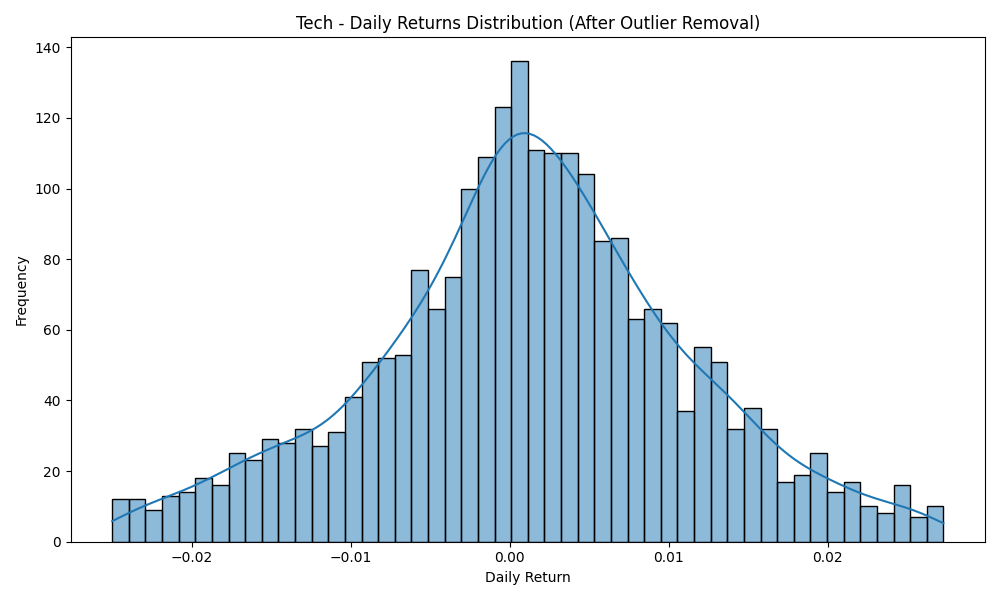 Tech - Daily Returns Distribution (After Outlier Removal)
140
120
100
80
60
40
20
0
Frequency
−0.02 −0.01 0.00 0.01 0.02
Daily Return